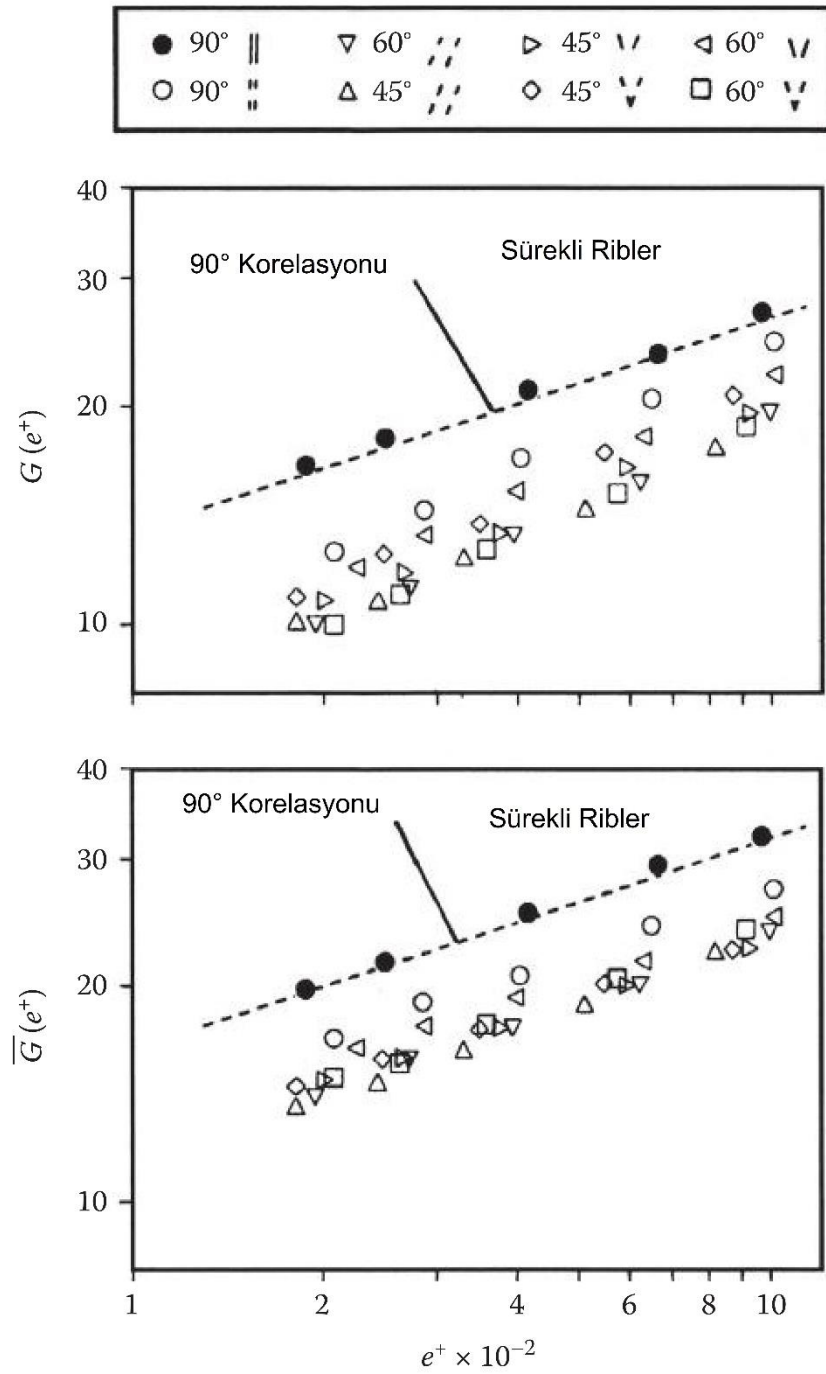 90° 60° 45° 60°
90° 45° 45° 60°
40
90° Korelasyonu Sürekli Ribler
30
G (e⁺)
20
10
40
90° Korelasyonu Sürekli Ribler
30
G̅ (e⁺)
20
10
1 2 4 6 8 10
e⁺ × 10⁻²